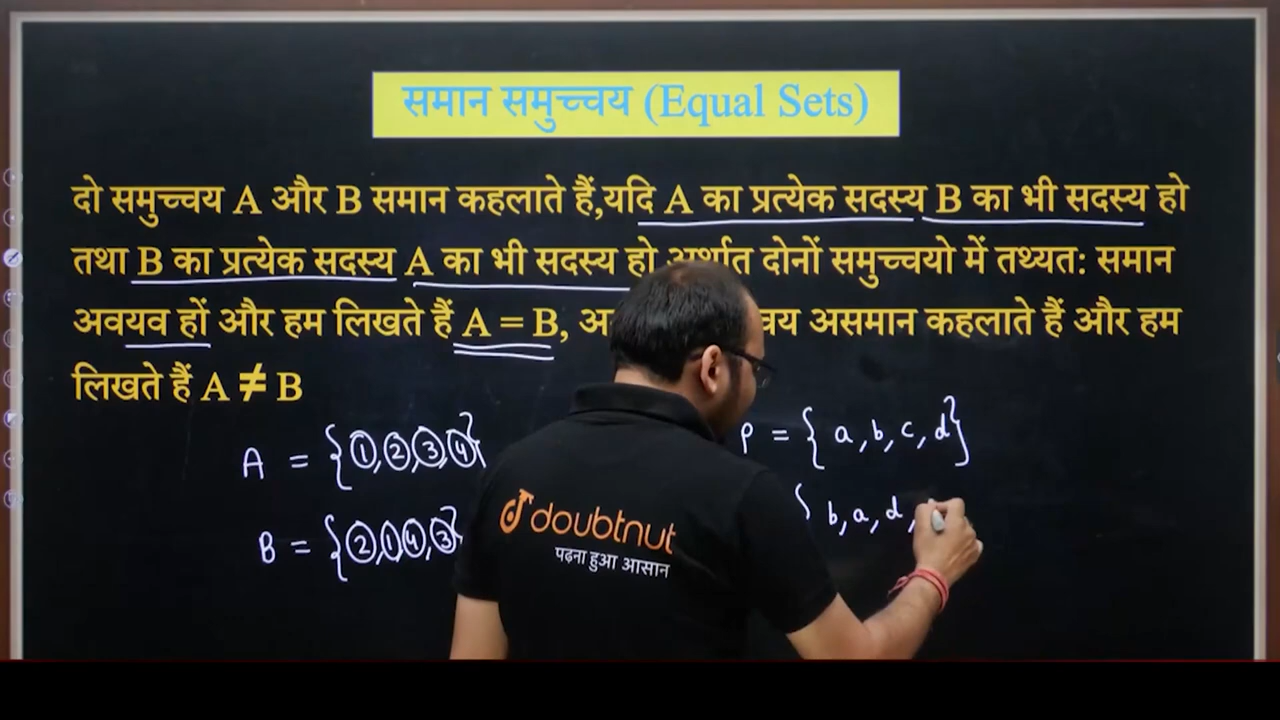 समान समुच्चय (Equal Sets)
दो समुच्चय A और B समान कहलाते हैं,यदि A का प्रत्येक सदस्य B का भी सदस्य हो
तथा B का प्रत्येक सदस्य A का भी सदस्य हो अर्थात दोनों समुच्चयो में तथ्यत: समान
अवयव हों और हम लिखते हैं A = B, असमान कहलाते हैं और हम
लिखते हैं A ≠ B
A = {1,2,3,4}
P = {a,b,c,d}
B = {2,1,4,3}
{b,a,d,
doubtnut
पढ़ना हुआ आसान